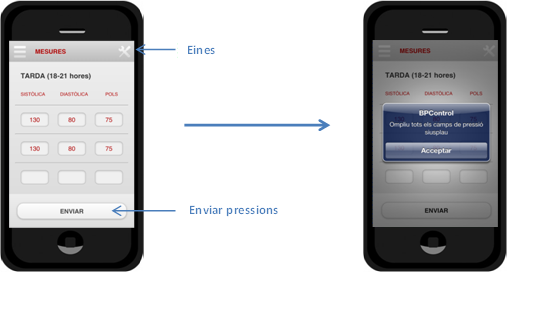 MESURES
TARDA (18-21 hores)
SISTÒLICA DIASTÒLICA POLS
130 80 75
130 80 75
ENVIAR
Eines
Enviar pressions
MESURES
TARDA (18-21 hores)
SISTÒLICA DIASTÒLICA POLS
BPControl
Ompliu tots els camps de pressió
siusplau
Acceptar
ENVIAR